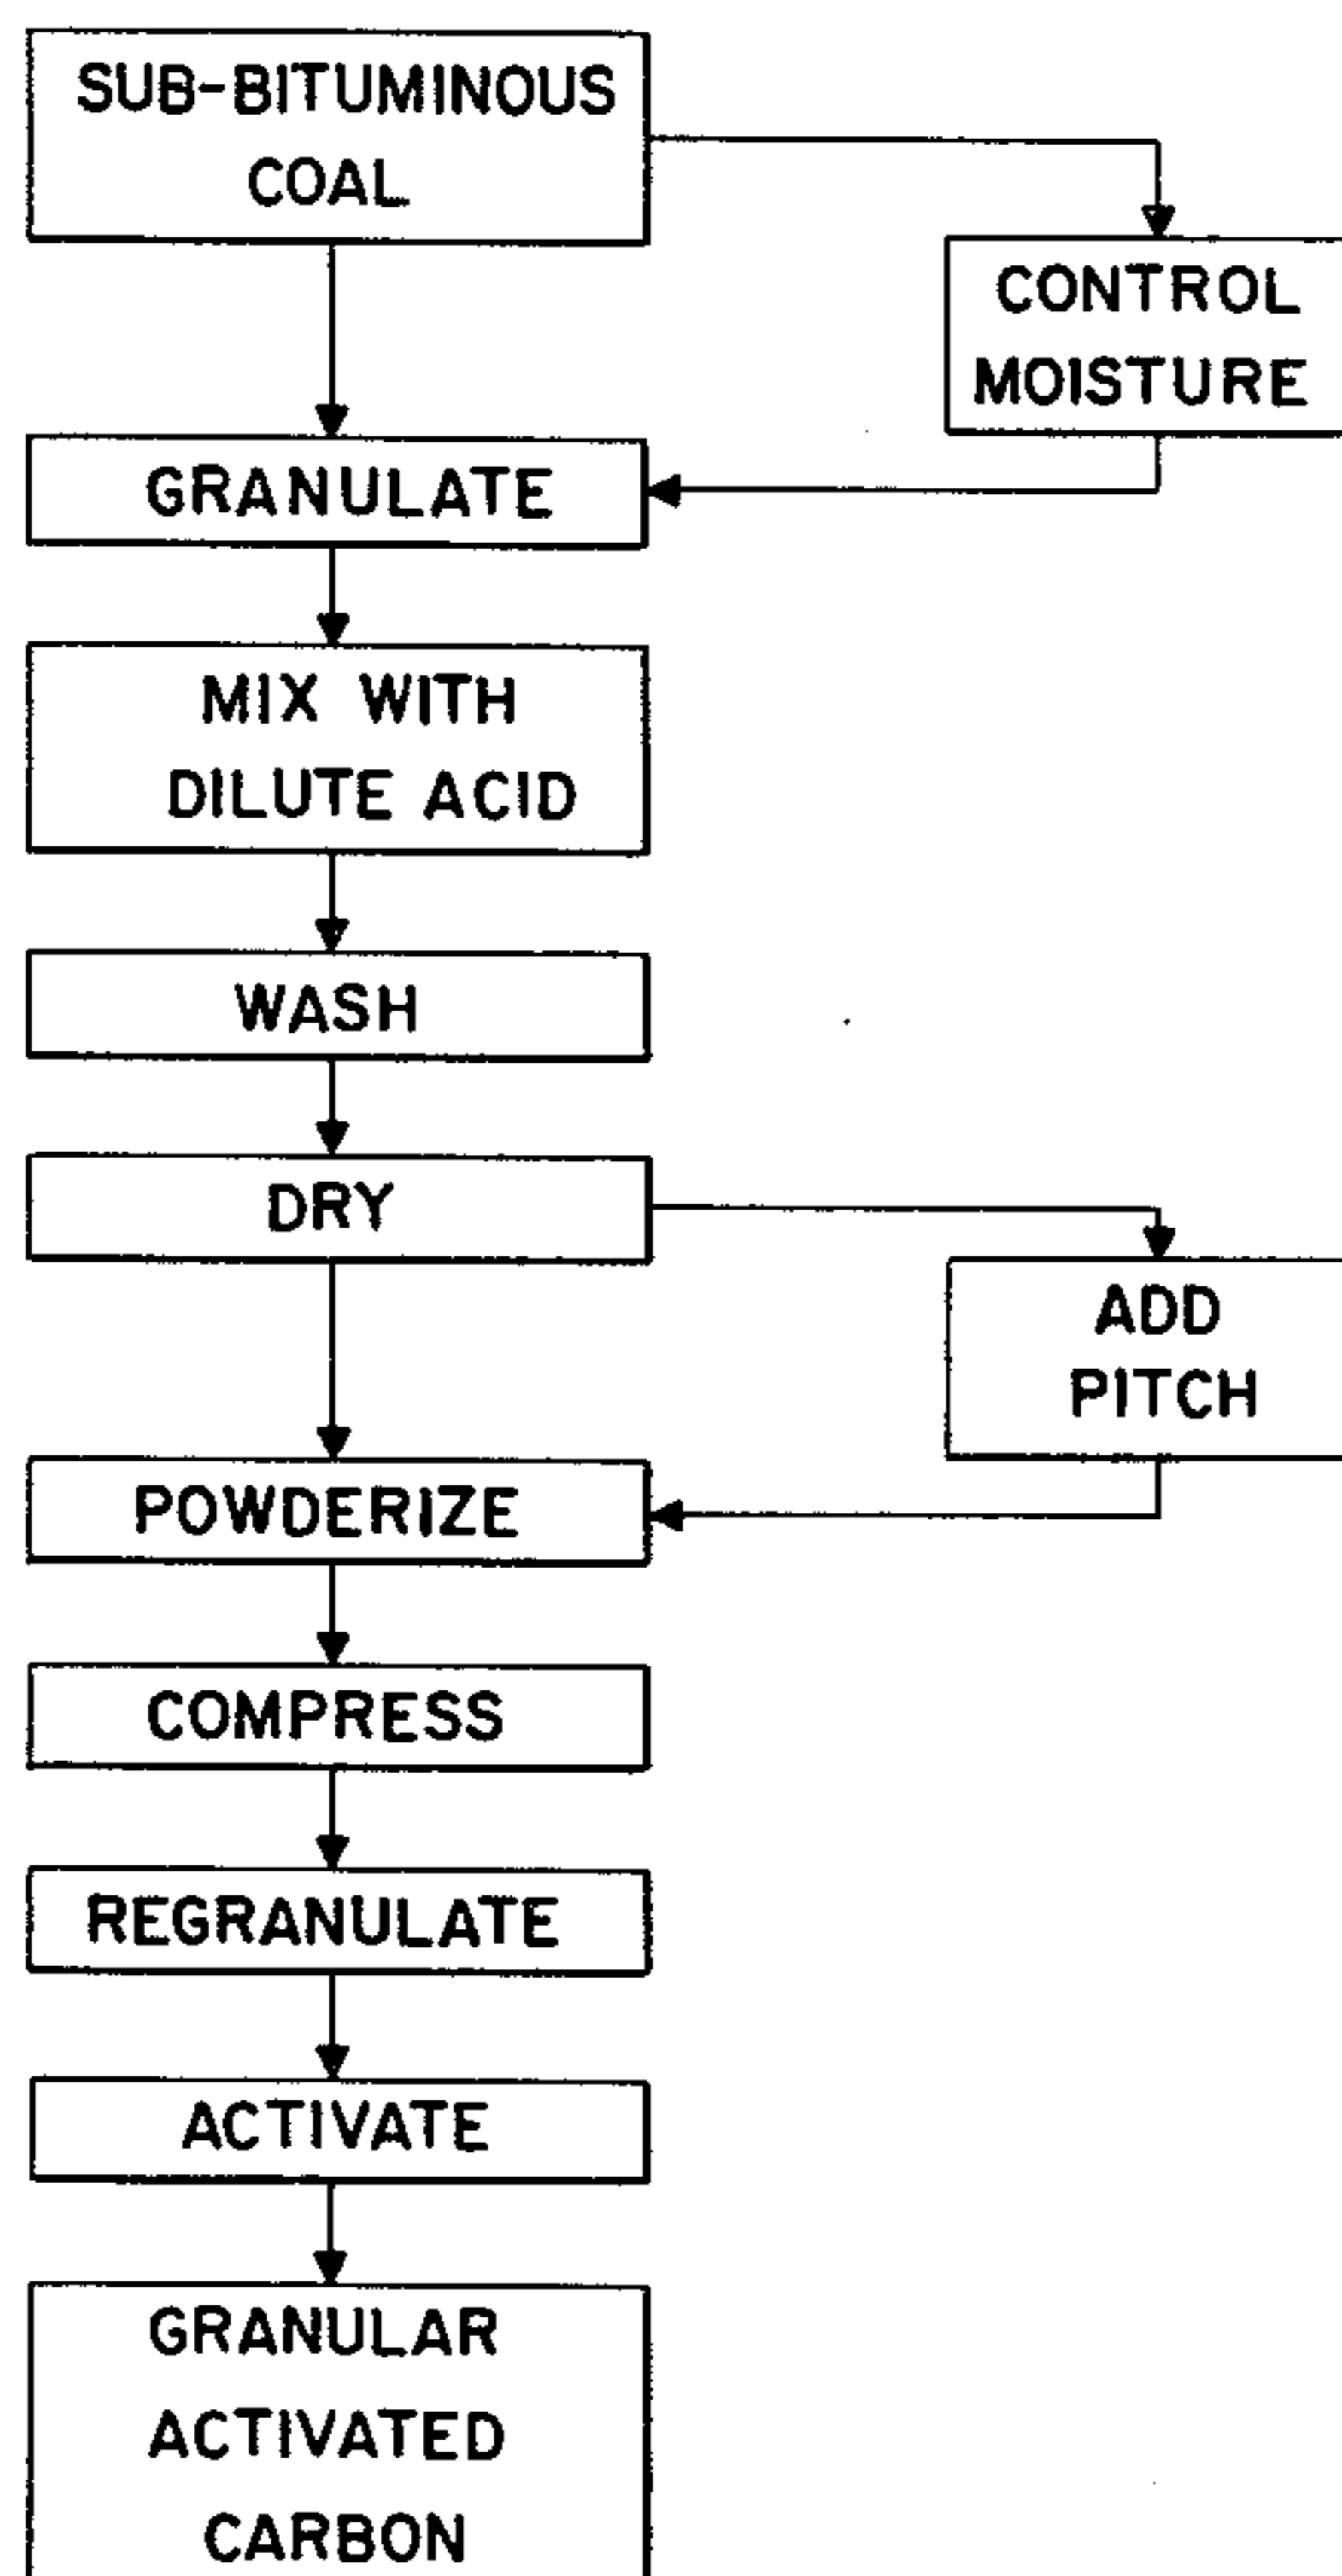 SUB-BITUMINOUS
COAL
CONTROL
MOISTURE
GRANULATE
MIX WITH
DILUTE ACID
WASH
DRY
ADD
PITCH
POWDERIZE
COMPRESS
REGRANULATE
ACTIVATE
GRANULAR
ACTIVATED
CARBON